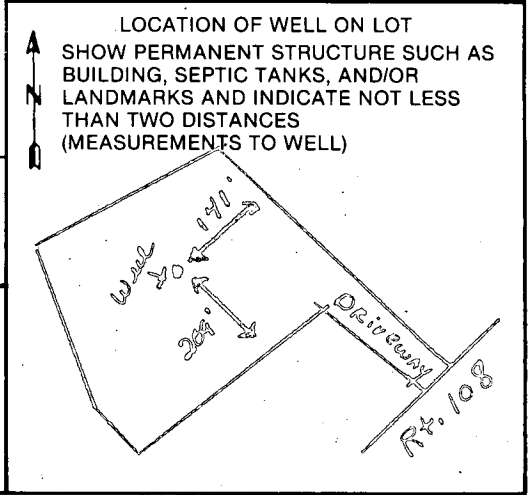 LOCATION OF WELL ON LOT
SHOW PERMANENT STRUCTURE SUCH AS
BUILDING, SEPTIC TANKS, AND/OR
N LANDMARKS AND INDICATE NOT LESS
THAN TWO DISTANCES
(MEASUREMENTS TO WELL)
141'
Well
204'
DRIVEWAY
Rt. 108